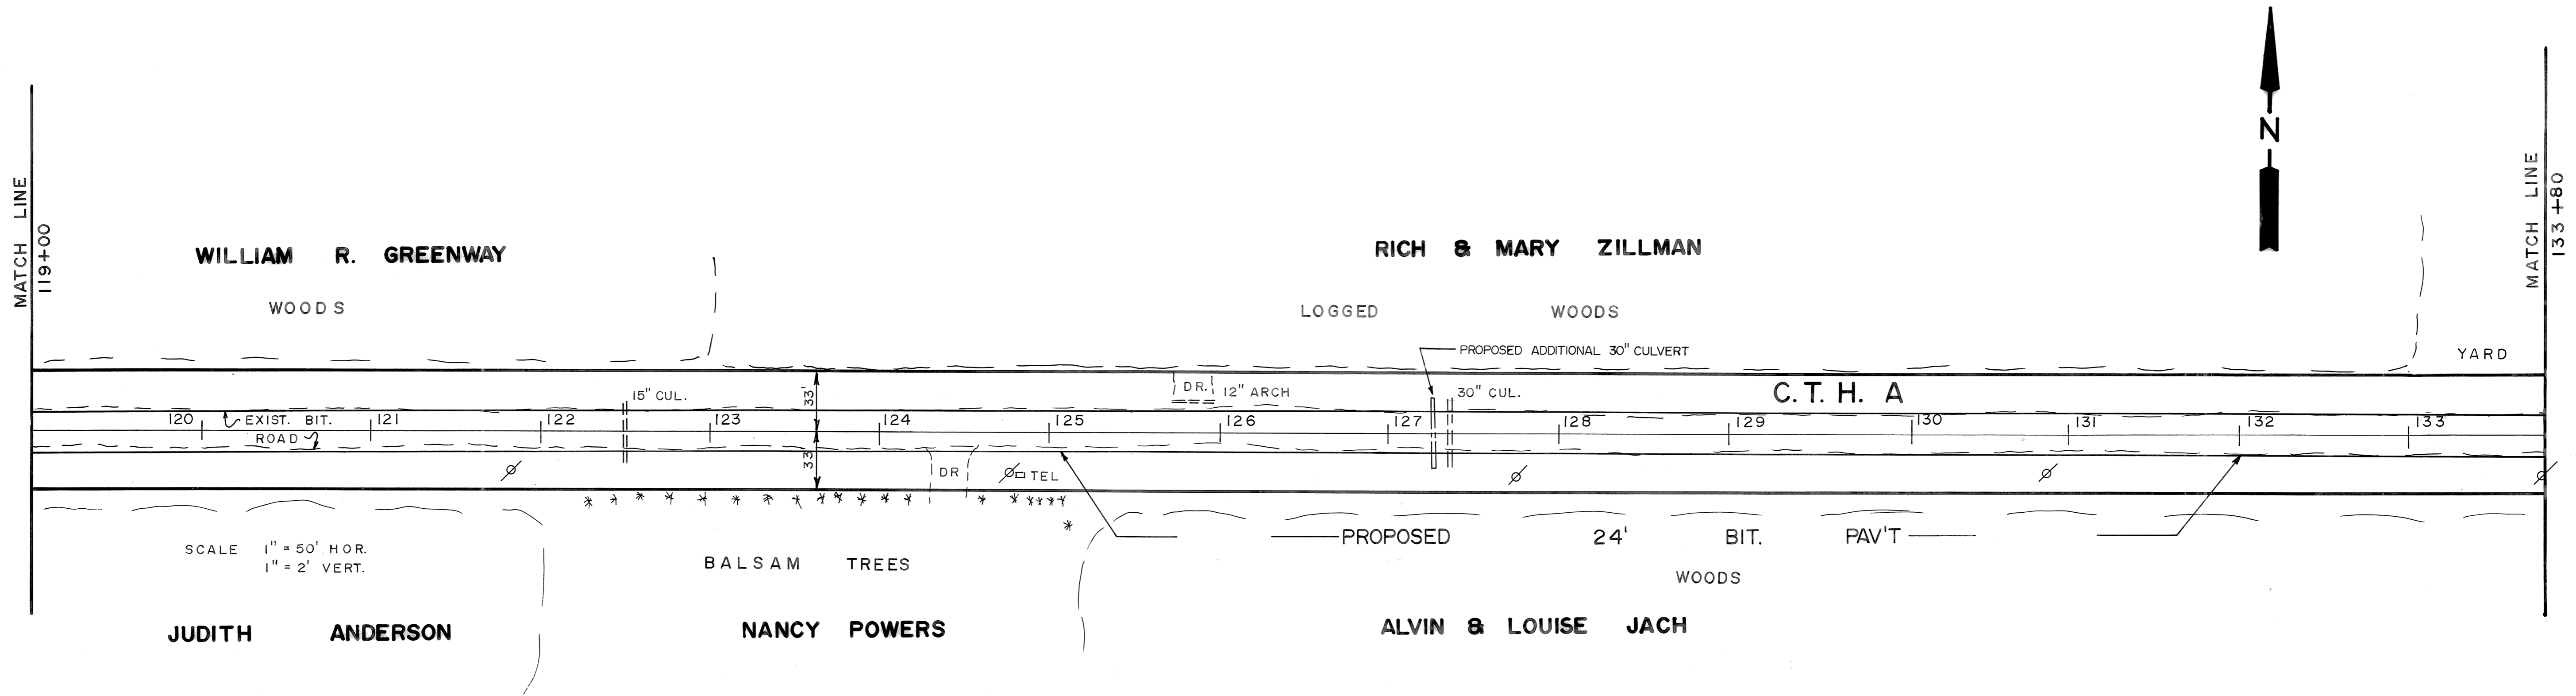 N
MATCH LINE
119+00
MATCH LINE
133+80
WILLIAM R. GREENWAY
WOODS
RICH & MARY ZILLMAN
LOGGED WOODS
PROPOSED ADDITIONAL 30" CULVERT
YARD
15" CUL.
33'
DR.
12" ARCH
30" CUL.
C. T. H. A
120 121 122 123 124 125 126 127 128 129 130 131 132 133
EXIST. BIT.
ROAD
33'
DR
TEL
PROPOSED 24' BIT. PAV'T
SCALE 1" = 50' HOR.
1" = 2' VERT.
BALSAM TREES
WOODS
JUDITH ANDERSON
NANCY POWERS
ALVIN & LOUISE JACH